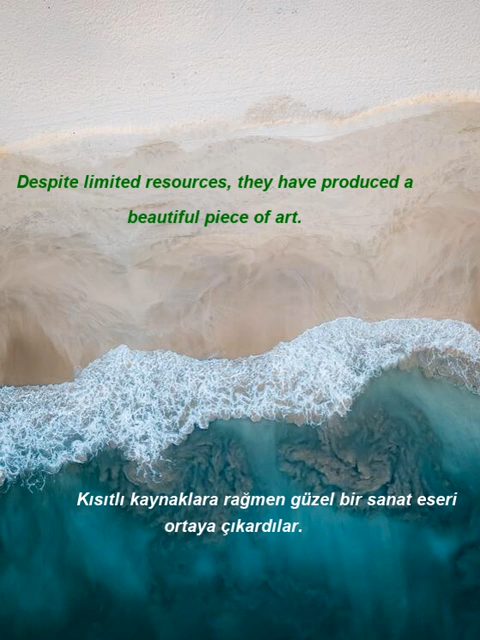 Despite limited resources, they have produced a
beautiful piece of art.
Kısıtlı kaynaklara rağmen güzel bir sanat eseri
ortaya çıkardılar.